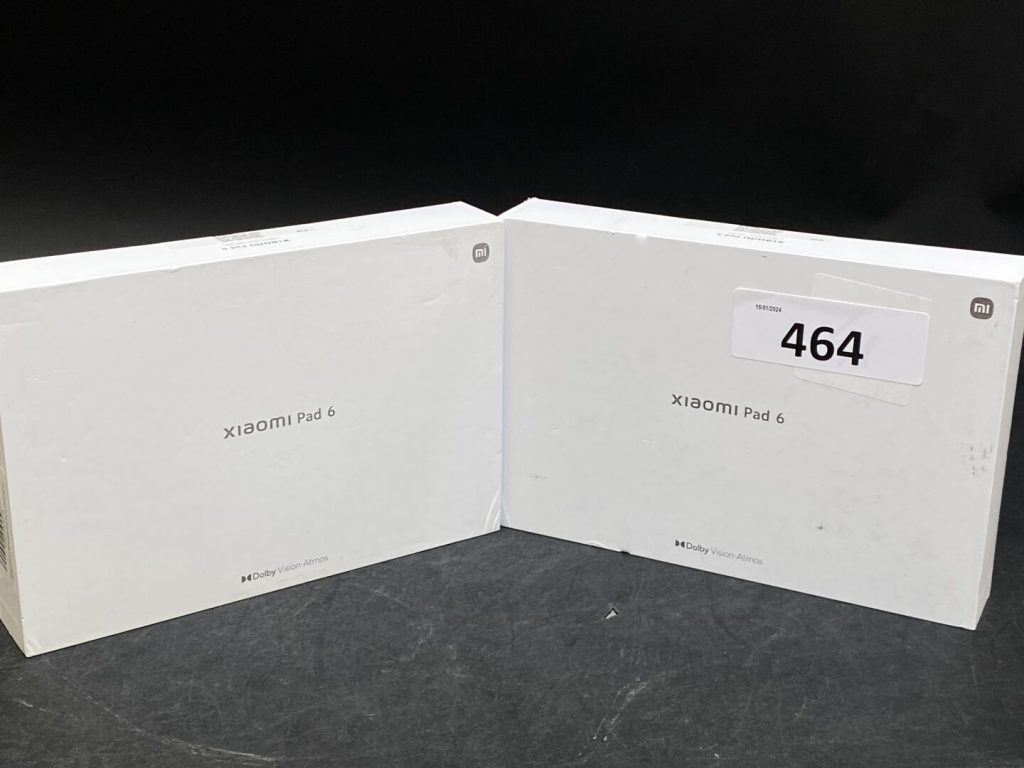 mi
xiaomi Pad 6
Dolby Vision·Atmos
mi
15/01/2024
464
xiaomi Pad 6
Dolby Vision·Atmos